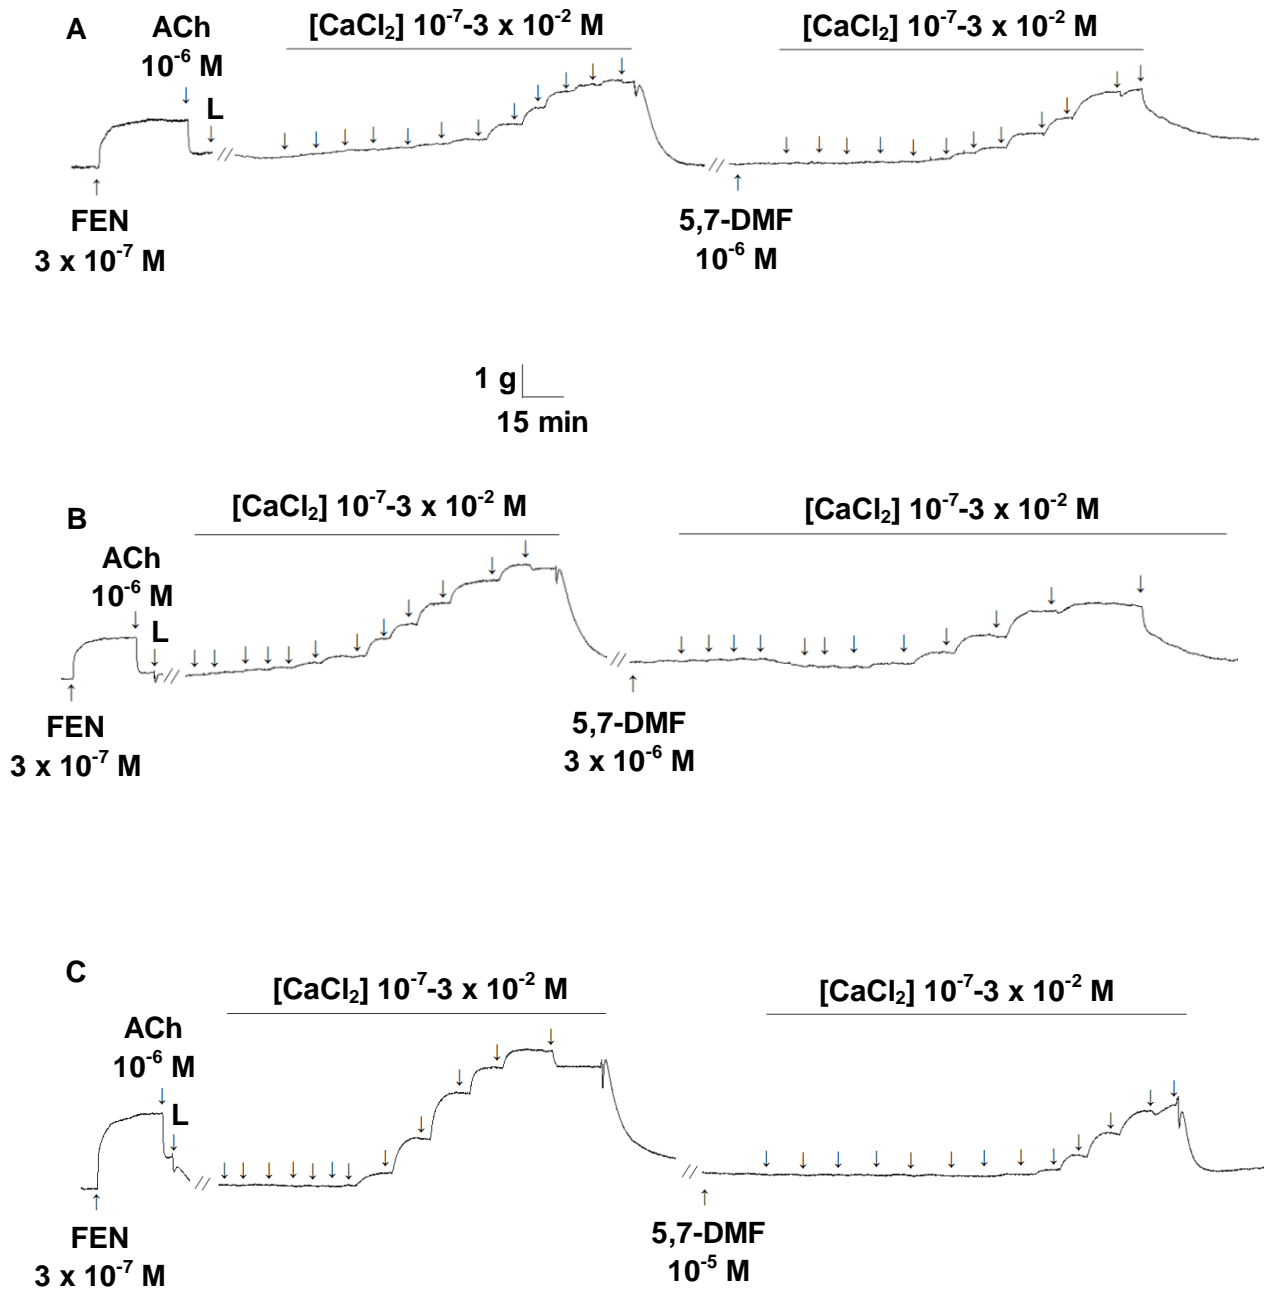 A
ACh
10⁻⁶ M
L
[CaCl₂] 10⁻⁷-3 x 10⁻² M
[CaCl₂] 10⁻⁷-3 x 10⁻² M
FEN
3 x 10⁻⁷ M
5,7-DMF
10⁻⁶ M
1 g
15 min
B
ACh
10⁻⁶ M
L
[CaCl₂] 10⁻⁷-3 x 10⁻² M
[CaCl₂] 10⁻⁷-3 x 10⁻² M
FEN
3 x 10⁻⁷ M
5,7-DMF
3 x 10⁻⁶ M
C
ACh
10⁻⁶ M
L
[CaCl₂] 10⁻⁷-3 x 10⁻² M
[CaCl₂] 10⁻⁷-3 x 10⁻² M
FEN
3 x 10⁻⁷ M
5,7-DMF
10⁻⁵ M